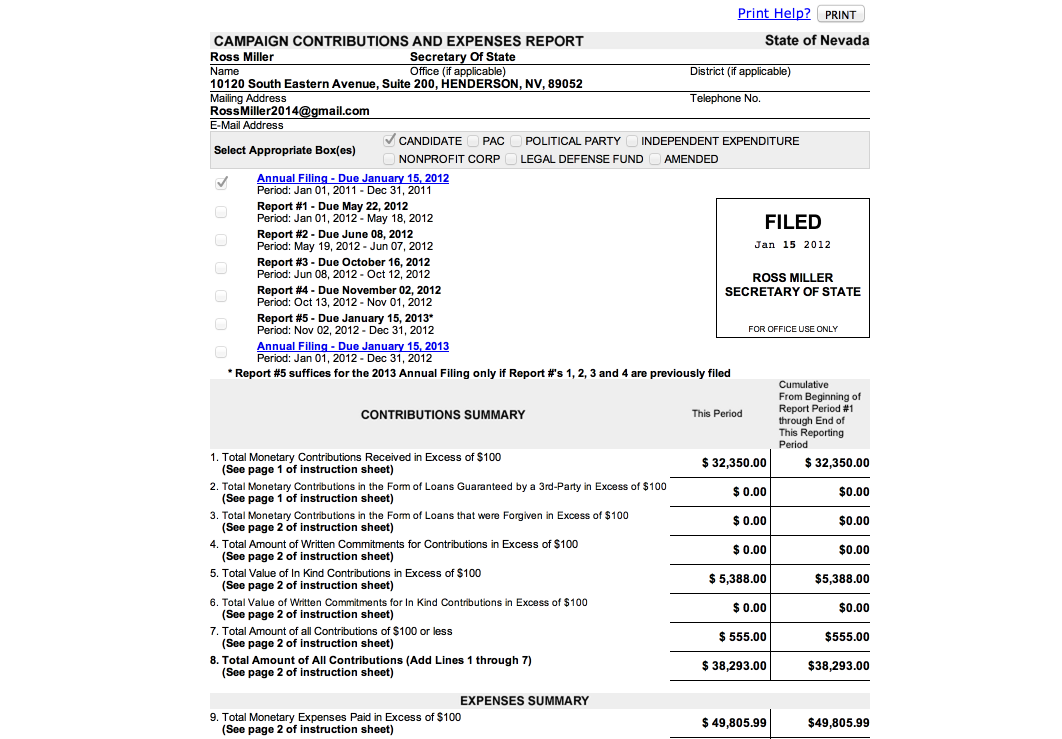 Print Help? PRINT
CAMPAIGN CONTRIBUTIONS AND EXPENSES REPORT State of Nevada
Ross Miller Secretary Of State
Name Office (if applicable) District (if applicable)
10120 South Eastern Avenue, Suite 200, HENDERSON, NV, 89052
Mailing Address Telephone No.
RossMiller2014@gmail.com
E-Mail Address
Select Appropriate Box(es) CANDIDATE PAC POLITICAL PARTY INDEPENDENT EXPENDITURE
NONPROFIT CORP LEGAL DEFENSE FUND AMENDED
Annual Filing - Due January 15, 2012
Period: Jan 01, 2011 - Dec 31, 2011
Report #1 - Due May 22, 2012
Period: Jan 01, 2012 - May 18, 2012
Report #2 - Due June 08, 2012
Period: May 19, 2012 - Jun 07, 2012
Report #3 - Due October 16, 2012
Period: Jun 08, 2012 - Oct 12, 2012
Report #4 - Due November 02, 2012
Period: Oct 13, 2012 - Nov 01, 2012
Report #5 - Due January 15, 2013*
Period: Nov 02, 2012 - Dec 31, 2012
Annual Filing - Due January 15, 2013
Period: Jan 01, 2012 - Dec 31, 2012
FILED
Jan 15 2012
ROSS MILLER
SECRETARY OF STATE
FOR OFFICE USE ONLY
* Report #5 suffices for the 2013 Annual Filing only if Report #'s 1, 2, 3 and 4 are previously filed
CONTRIBUTIONS SUMMARY
This Period
Cumulative
From Beginning of
Report Period #1
through End of
This Reporting
Period
1. Total Monetary Contributions Received in Excess of $100
(See page 1 of instruction sheet) $ 32,350.00 $ 32,350.00
2. Total Monetary Contributions in the Form of Loans Guaranteed by a 3rd-Party in Excess of $100
(See page 1 of instruction sheet) $ 0.00 $0.00
3. Total Monetary Contributions in the Form of Loans that were Forgiven in Excess of $100
(See page 2 of instruction sheet) $ 0.00 $0.00
4. Total Amount of Written Commitments for Contributions in Excess of $100
(See page 2 of instruction sheet) $ 0.00 $0.00
5. Total Value of In Kind Contributions in Excess of $100
(See page 2 of instruction sheet) $ 5,388.00 $5,388.00
6. Total Value of Written Commitments for In Kind Contributions in Excess of $100
(See page 2 of instruction sheet) $ 0.00 $0.00
7. Total Amount of all Contributions of $100 or less
(See page 2 of instruction sheet) $ 555.00 $555.00
8. Total Amount of All Contributions (Add Lines 1 through 7)
(See page 2 of instruction sheet) $ 38,293.00 $38,293.00
EXPENSES SUMMARY
9. Total Monetary Expenses Paid in Excess of $100
(See page 2 of instruction sheet) $ 49,805.99 $49,805.99